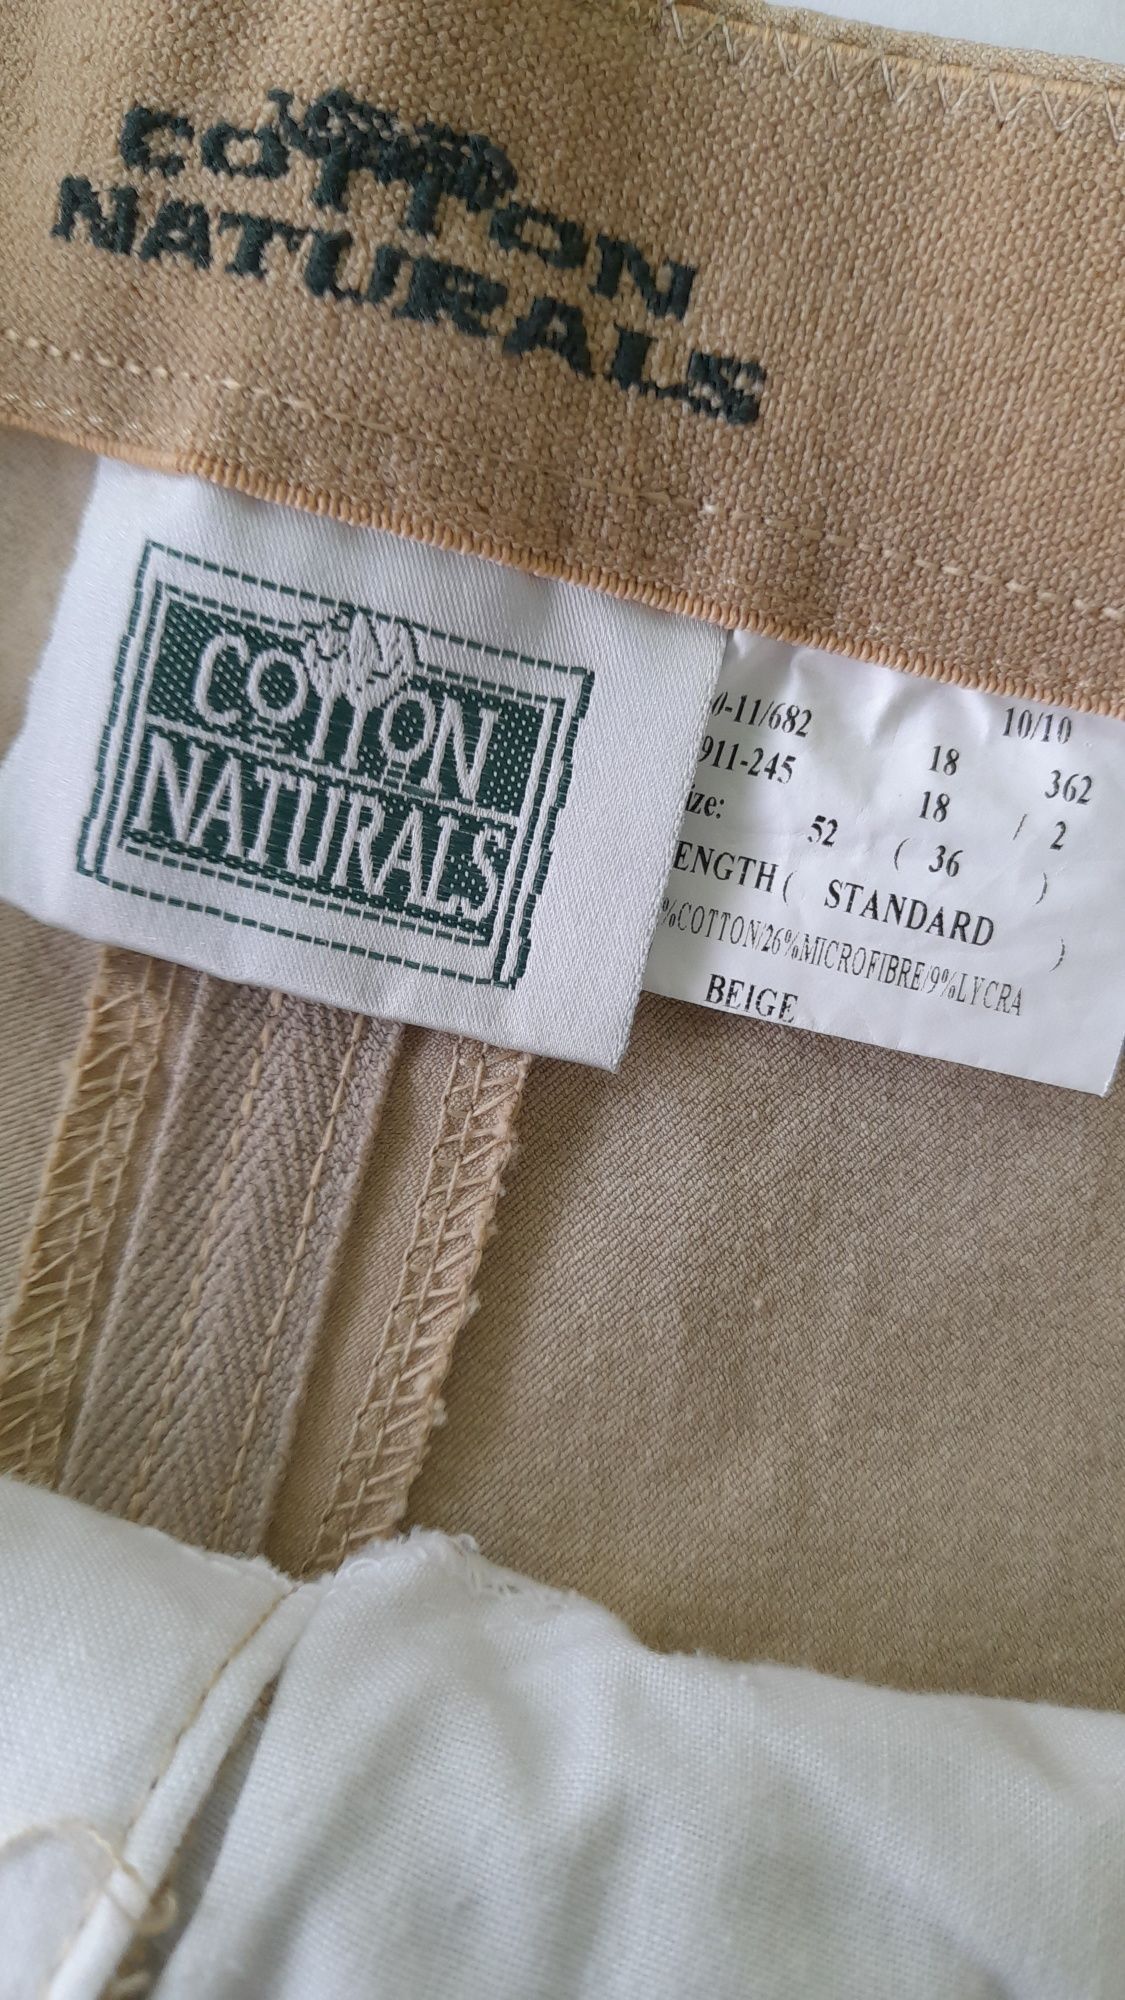 COTTON
NATURALS
COTTON
NATURALS
0-11/682 10/10
911-245 18 362
ize: 18 / 2
52 ( 36 )
ENGTH ( STANDARD )
%COTTON/26%MICROFIBRE/9%LYCRA
BEIGE